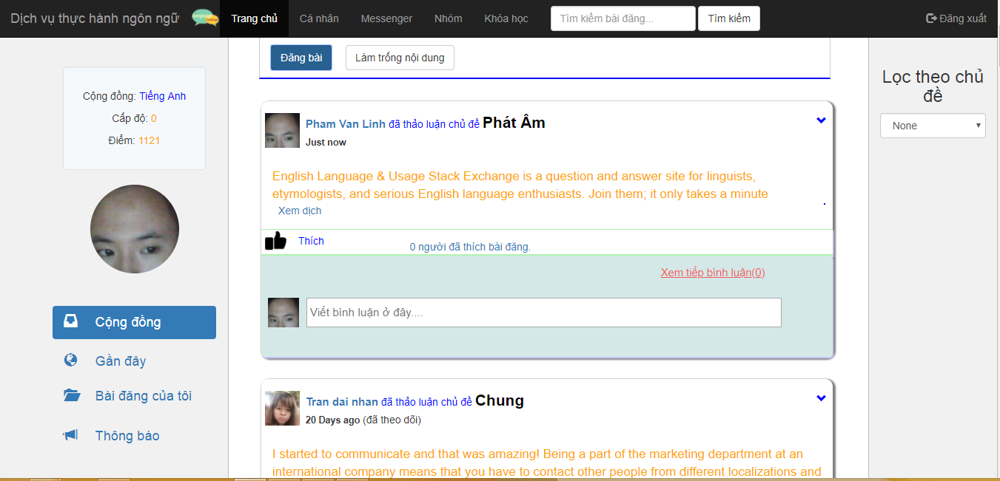 Dịch vụ thực hành ngôn ngữ
Trang chủ
Cá nhân
Messenger
Nhóm
Khóa học
Tìm kiếm bài đăng...
Tìm kiếm
Đăng xuất
Cộng đồng: Tiếng Anh
Cấp độ: 0
Điểm: 1121
Cộng đồng
Gần đây
Bài đăng của tôi
Thông báo
Đăng bài
Làm trống nội dung
Pham Van Linh đã thảo luận chủ đề Phát Âm
Just now
English Language & Usage Stack Exchange is a question and answer site for linguists,
etymologists, and serious English language enthusiasts. Join them; it only takes a minute
Xem dịch
Thích
0 người đã thích bài đăng.
Xem tiếp bình luận(0)
Viết bình luận ở đây....
Tran dai nhan đã thảo luận chủ đề Chung
20 Days ago (đã theo dõi)
I started to communicate and that was amazing! Being a part of the marketing department at an
international company means that you have to contact other people from different localizations and
Lọc theo chủ
đề
None